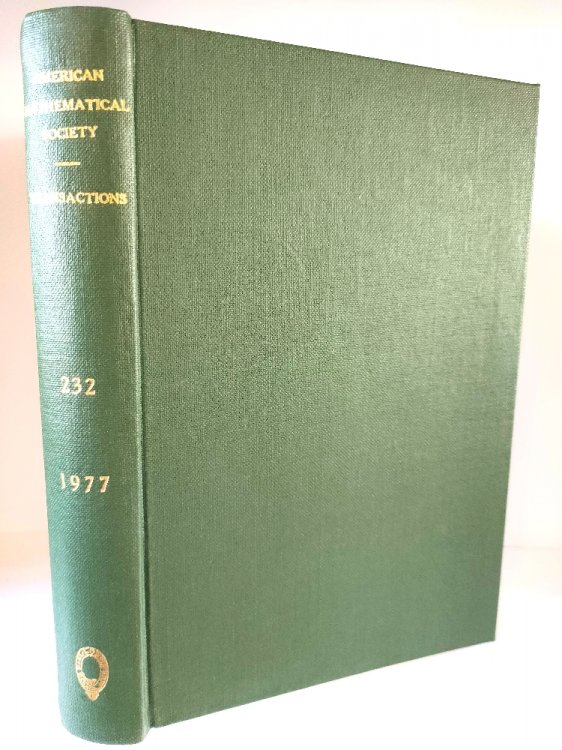 AMERICAN
MATHEMATICAL
SOCIETY
TRANSACTIONS
232
1977